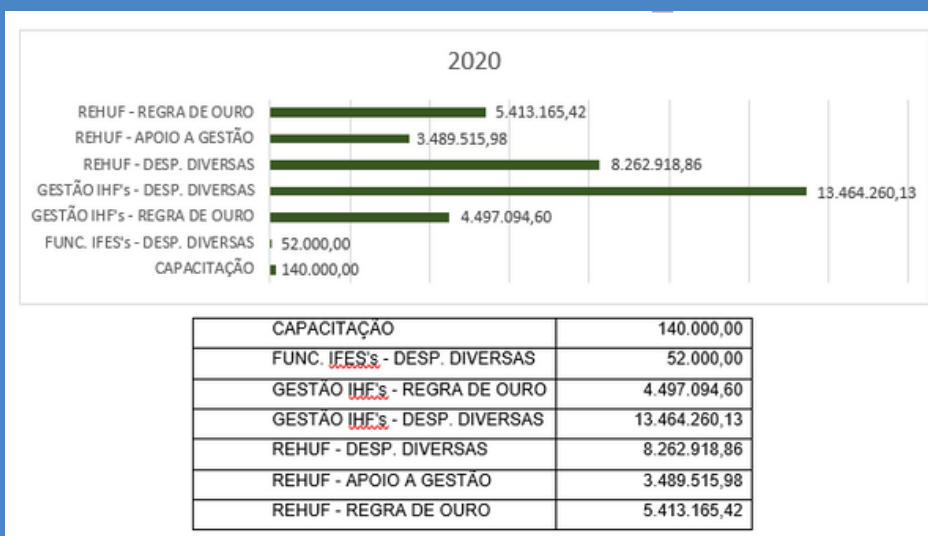 2020
REHUF - REGRA DE OURO 5.413.165,42
REHUF - APOIO A GESTÃO 3.489.515,98
REHUF - DESP. DIVERSAS 8.262.918,86
GESTÃO IHF's - DESP. DIVERSAS 13.464.260,13
GESTÃO IHF's - REGRA DE OURO 4.497.094,60
FUNC. IFES's - DESP. DIVERSAS 52.000,00
CAPACITAÇÃO 140.000,00
CAPACITAÇÃO 140.000,00
FUNC. IFES's - DESP. DIVERSAS 52.000,00
GESTÃO IHF's - REGRA DE OURO 4.497.094,60
GESTÃO IHF's - DESP. DIVERSAS 13.464.260,13
REHUF - DESP. DIVERSAS 8.262.918,86
REHUF - APOIO A GESTÃO 3.489.515,98
REHUF - REGRA DE OURO 5.413.165,42